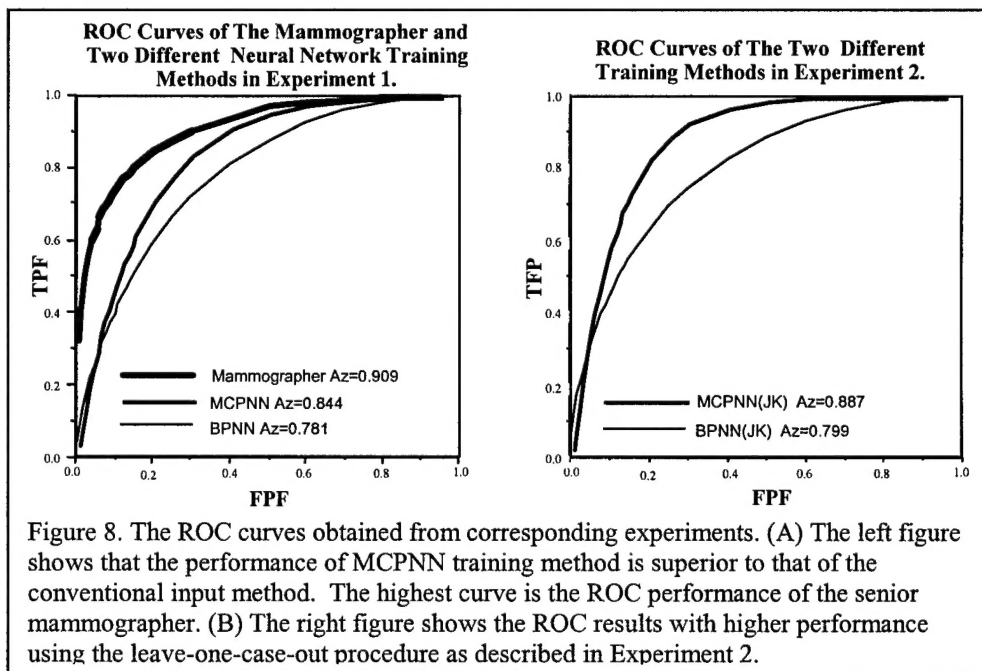 ROC Curves of The Mammographer and
Two Different Neural Network Training
Methods in Experiment 1.
1.0
0.8
0.6
0.4
0.2
0.0
TPF
Mammographer Az=0.909
MCPNN Az=0.844
BPNN Az=0.781
0.0 0.2 0.4 0.6 0.8 1.0
FPF
ROC Curves of The Two Different
Training Methods in Experiment 2.
1.0
0.8
0.6
0.4
0.2
0.0
TFP
MCPNN(JK) Az=0.887
BPNN(JK) Az=0.799
0.0 0.2 0.4 0.6 0.8 1.0
FPF
Figure 8. The ROC curves obtained from corresponding experiments. (A) The left figure
shows that the performance of MCPNN training method is superior to that of the
conventional input method. The highest curve is the ROC performance of the senior
mammographer. (B) The right figure shows the ROC results with higher performance
using the leave-one-case-out procedure as described in Experiment 2.